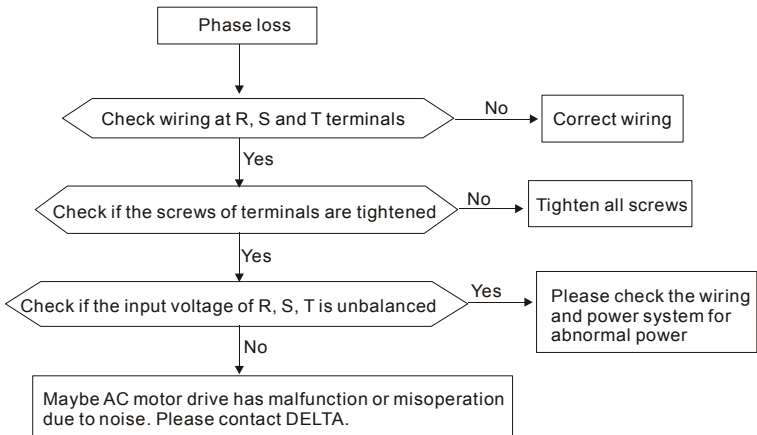 Phase loss
Check wiring at R, S and T terminals
No
Correct wiring
Yes
Check if the screws of terminals are tightened
No
Tighten all screws
Yes
Check if the input voltage of R, S, T is unbalanced
Yes
Please check the wiring
and power system for
abnormal power
No
Maybe AC motor drive has malfunction or misoperation
due to noise. Please contact DELTA.